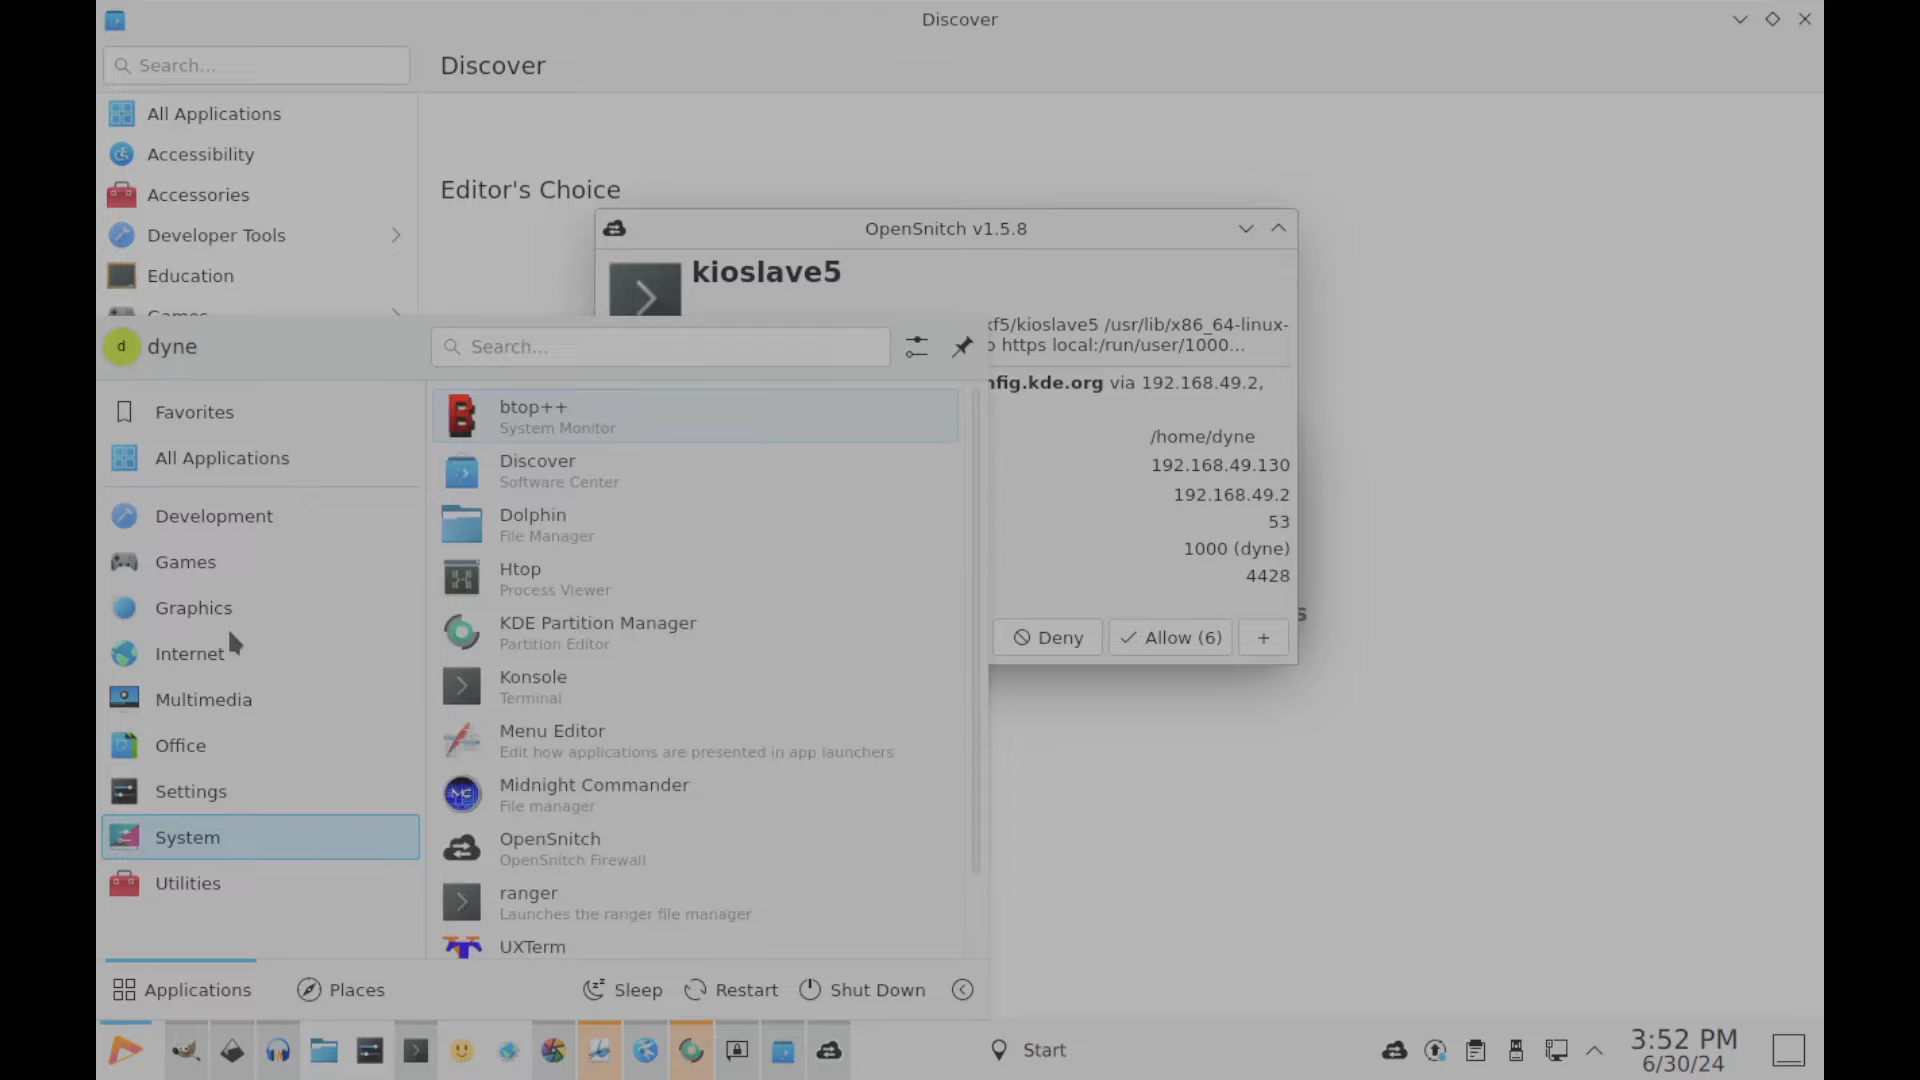 Discover
Search...
Discover
All Applications
Accessibility
Accessories
Developer Tools
Education
Games
Editor's Choice
OpenSnitch v1.5.8
kioslave5
kf5/kioslave5 /usr/lib/x86_64-linux-
https local:/run/user/1000...
nfig.kde.org via 192.168.49.2,
/home/dyne
192.168.49.130
192.168.49.2
53
1000 (dyne)
4428
Deny
Allow (6)
+
s
d
dyne
Search...
Favorites
All Applications
Development
Games
Graphics
Internet
Multimedia
Office
Settings
System
Utilities
btop++
System Monitor
Discover
Software Center
Dolphin
File Manager
Htop
Process Viewer
KDE Partition Manager
Partition Editor
Konsole
Terminal
Menu Editor
Edit how applications are presented in app launchers
Midnight Commander
File manager
OpenSnitch
OpenSnitch Firewall
ranger
Launches the ranger file manager
UXTerm
Applications
Places
Sleep
Restart
Shut Down
Start
3:52 PM
6/30/24